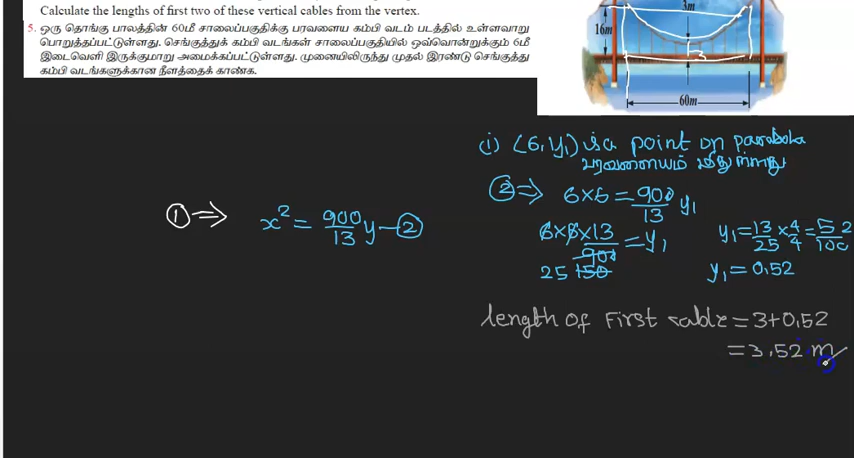 Calculate the lengths of first two of these vertical cables from the vertex.
5. ஒரு தொங்கு பாலத்தின் 60மீ சாலைப்பகுதிக்கு பரவளைய கம்பி வடம் படத்தில் உள்ளவாறு
பொறுத்தப்பட்டுள்ளது. செங்குத்துக் கம்பி வடங்கள் சாலைப்பகுதியில் ஒவ்வொன்றுக்கும் 6மீ
இடைவெளி இருக்குமாறு அமைக்கப்பட்டுள்ளது. முனையிலிருந்து முதல் இரண்டு செங்குத்து
கம்பி வடங்களுக்கான நீளத்தைக் காண்க.
3m
16m
3
60m
(i) (6, y₁) is a point on parabola
பரவளையம் மீதுள்ளது
② ⇒ 6×6 = 900/13 y₁
6×6×13/900 = y₁
25 150
y₁ = 13/25 × 4/4 = 52/100
y₁ = 0.52
① ⇒ x² = 900/13 y — ②
length of First cable = 3+0.52
= 3.52 m